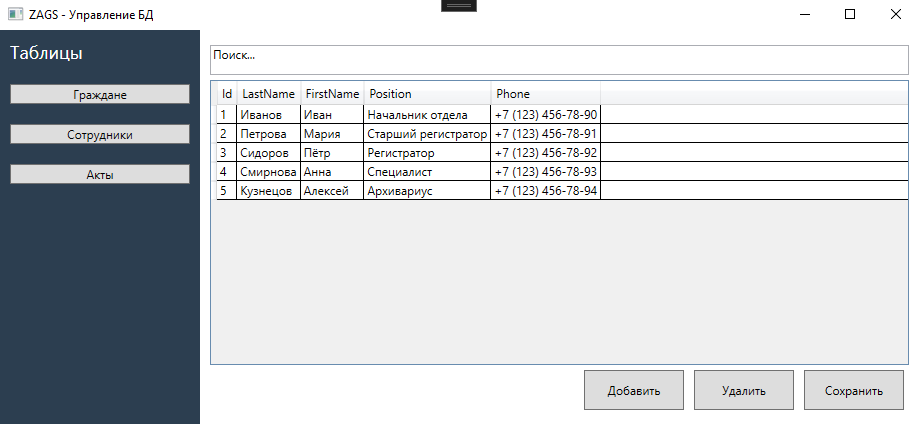 ZAGS - Управление БД
Таблицы
Граждане
Сотрудники
Акты
Поиск...
Id LastName FirstName Position Phone
1 Иванов Иван Начальник отдела +7 (123) 456-78-90
2 Петрова Мария Старший регистратор +7 (123) 456-78-91
3 Сидоров Пётр Регистратор +7 (123) 456-78-92
4 Смирнова Анна Специалист +7 (123) 456-78-93
5 Кузнецов Алексей Архивариус +7 (123) 456-78-94
Добавить Удалить Сохранить